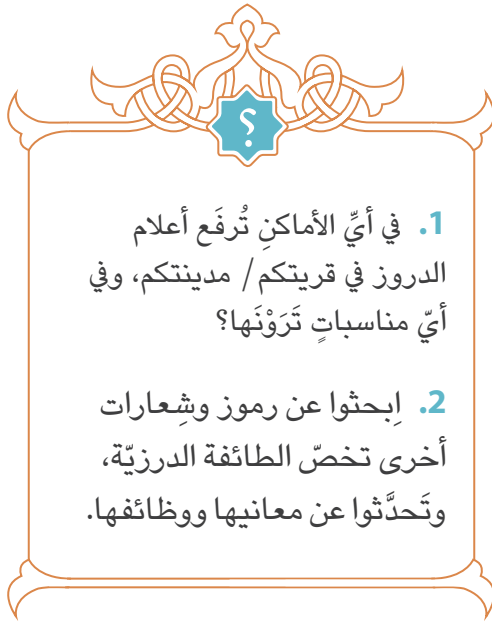 ؟
1. في أيِّ الأماكنِ تُرفَع أعلام
الدروز في قريتكم/ مدينتكم، وفي
أيّ مناسباتٍ تَرَوْنَها؟
2. اِبحثوا عن رموز وشِعارات
أخرى تخصّ الطائفة الدرزيّة،
وتَحدَّثوا عن معانيها ووظائفها.